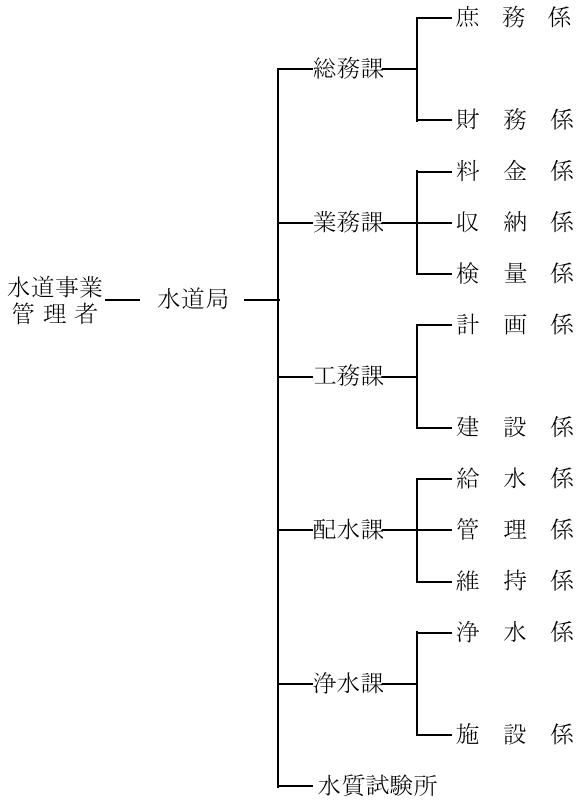 水道事業
管理者
水道局
総務課
庶務係
財務係
業務課
料金係
収納係
検量係
工務課
計画係
建設係
配水課
給水係
管理係
維持係
浄水課
浄水係
施設係
水質試験所